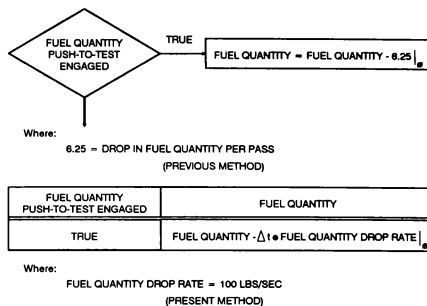 FUEL QUANTITY
PUSH-TO-TEST
ENGAGED
TRUE
FUEL QUANTITY = FUEL QUANTITY - 6.25|ø
Where:
6.25 = DROP IN FUEL QUANTITY PER PASS
(PREVIOUS METHOD)
FUEL QUANTITY
PUSH-TO-TEST ENGAGED
FUEL QUANTITY
TRUE
FUEL QUANTITY - Δ t • FUEL QUANTITY DROP RATE|ø
Where:
FUEL QUANTITY DROP RATE = 100 LBS/SEC
(PRESENT METHOD)